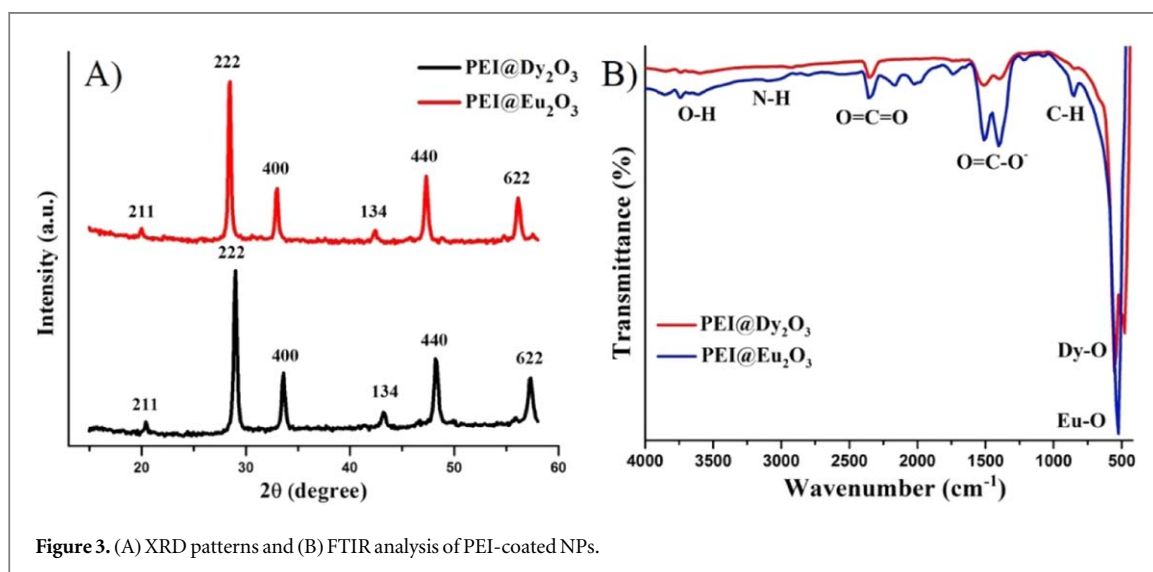 A)
PEI@Dy₂O₃
PEI@Eu₂O₃
222
400
440
622
211
134
222
400
440
622
211
134
Intensity (a.u.)
20
30
40
50
60
2θ (degree)
B)
O-H
N-H
O=C=O
O=C-O⁻
C-H
PEI@Dy₂O₃
PEI@Eu₂O₃
Dy-O
Eu-O
Transmittance (%)
4000 3500 3000 2500 2000 1500 1000 500
Wavenumber (cm⁻¹)
Figure 3. (A) XRD patterns and (B) FTIR analysis of PEI-coated NPs.